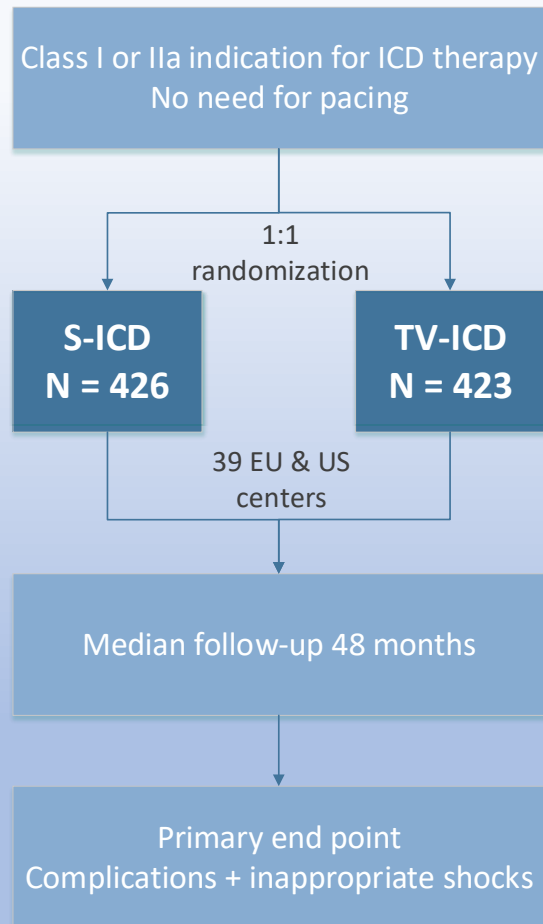 Class I or IIa indication for ICD therapy
No need for pacing
1:1
randomization
S-ICD
N = 426
TV-ICD
N = 423
39 EU & US
centers
Median follow-up 48 months
Primary end point
Complications + inappropriate shocks